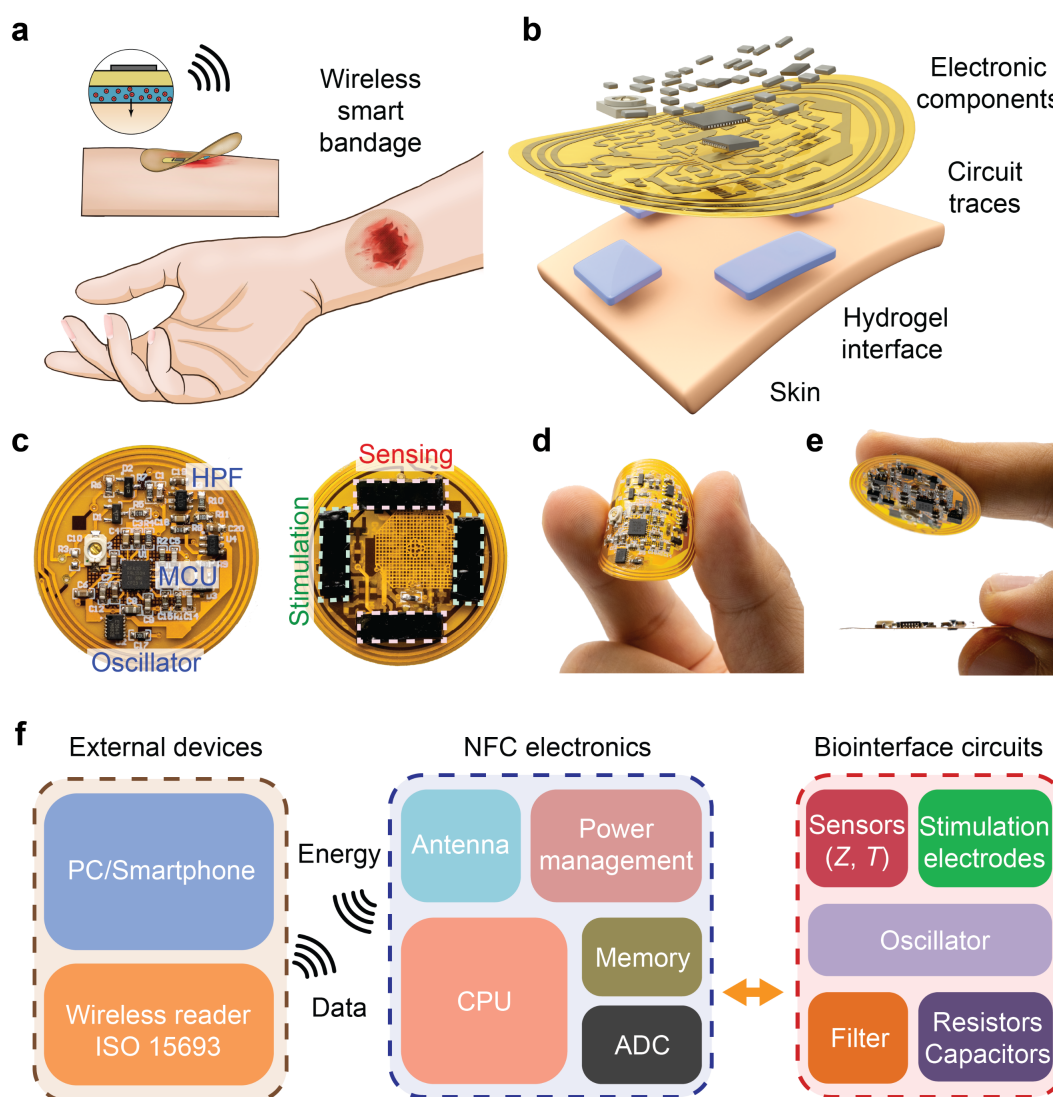 a
Wireless
smart
bandage
b
Electronic
components
Circuit
traces
Hydrogel
interface
Skin
c
HPF
MCU
Oscillator
Sensing
Stimulation
d
e
f
External devices
NFC electronics
Biointerface circuits
PC/Smartphone
Wireless reader
ISO 15693
Energy
Data
Antenna
Power
management
CPU
Memory
ADC
Sensors
(Z, T)
Stimulation
electrodes
Oscillator
Filter
Resistors
Capacitors